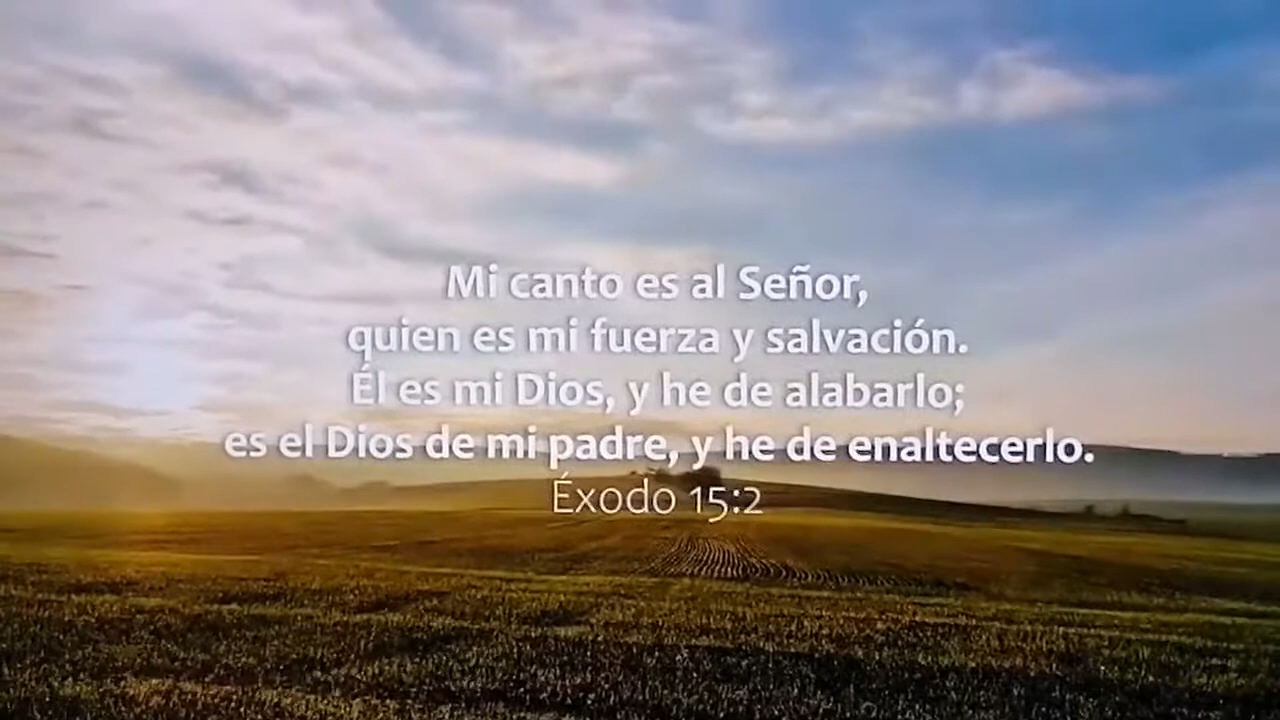 Mi canto es al Señor,
quien es mi fuerza y salvación.
Él es mi Dios, y he de alabarlo;
es el Dios de mi padre, y he de enaltecerlo.
Éxodo 15:2